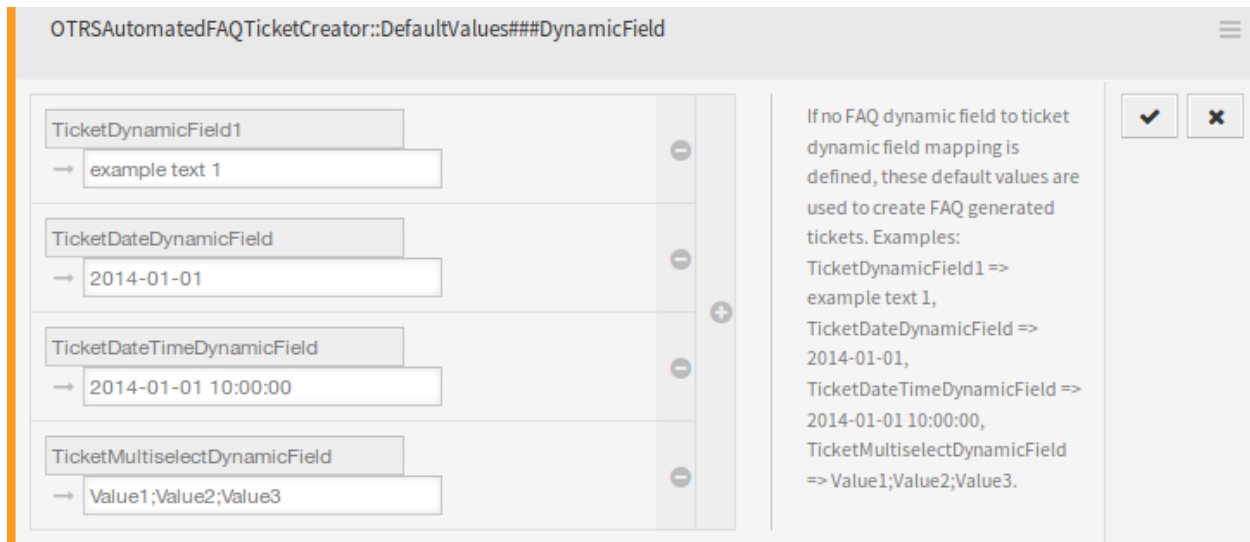 OTRSAutomatedFAQTicketCreator::DefaultValues###DynamicField
TicketDynamicField1
→ example text 1
TicketDateDynamicField
→ 2014-01-01
TicketDateTimeDynamicField
→ 2014-01-01 10:00:00
TicketMultiselectDynamicField
→ Value1;Value2;Value3
If no FAQ dynamic field to ticket
dynamic field mapping is
defined, these default values are
used to create FAQ generated
tickets. Examples:
TicketDynamicField1 =>
example text 1,
TicketDateDynamicField =>
2014-01-01,
TicketDateTimeDynamicField =>
2014-01-01 10:00:00,
TicketMultiselectDynamicField
=> Value1;Value2;Value3.